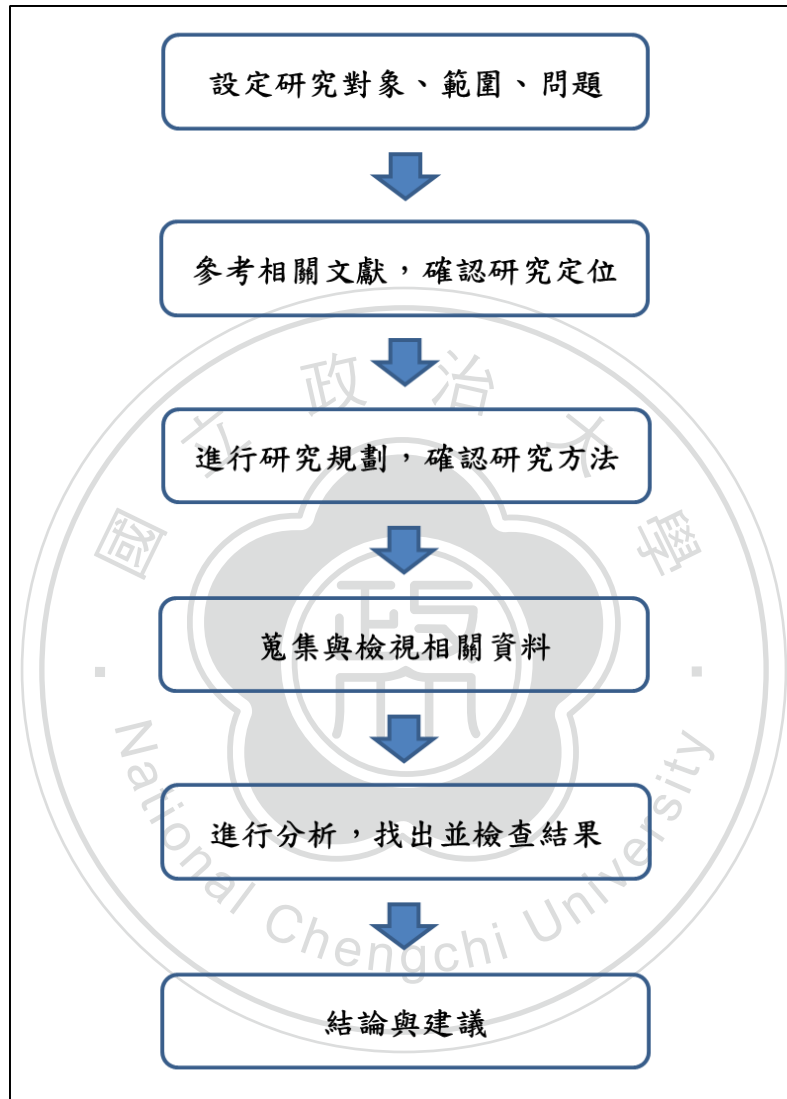 設定研究對象、範圍、問題
參考相關文獻，確認研究定位
進行研究規劃，確認研究方法
蒐集與檢視相關資料
進行分析，找出並檢查結果
結論與建議
國立政治大學
National Chengchi University